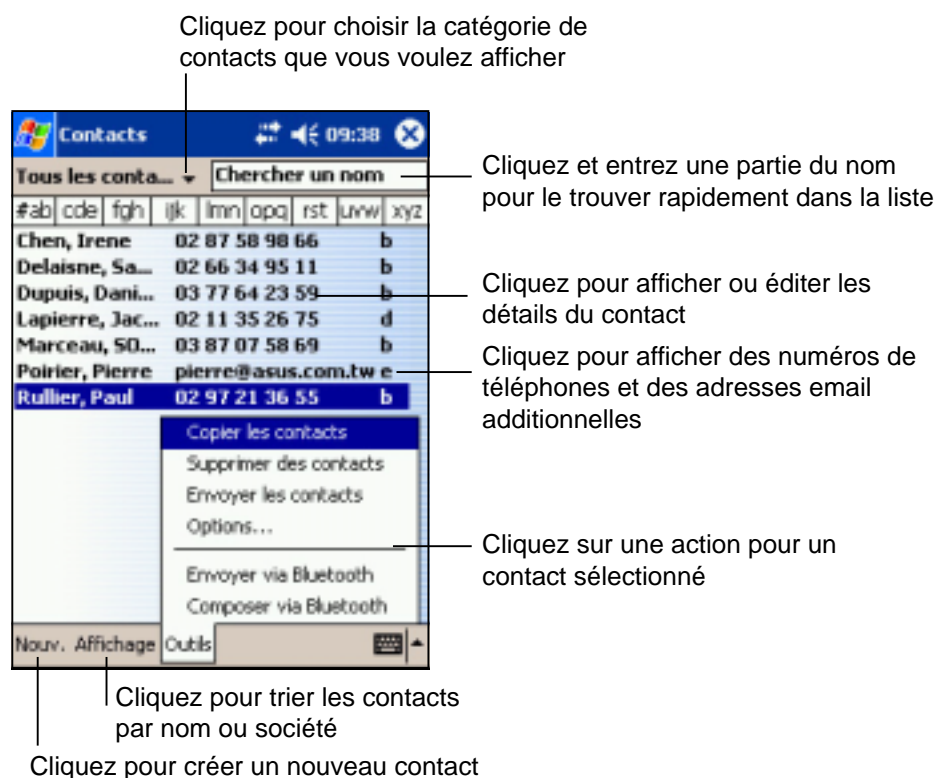 Cliquez pour choisir la catégorie de
contacts que vous voulez afficher
Contacts 09:38
Tous les conta... Chercher un nom
#ab cde fgh ijk lmn opq rst uvw xyz
Chen, Irene 02 87 58 98 66 b
Delaisne, Sa... 02 66 34 95 11 b
Dupuis, Dani... 03 77 64 23 59 b
Lapierre, Jac... 02 11 35 26 75 d
Marceau, SO... 03 87 07 58 69 b
Poirier, Pierre pierre@asus.com.tw e
Rullier, Paul 02 97 21 36 55 b
Copier les contacts
Supprimer des contacts
Envoyer les contacts
Options...
Envoyer via Bluetooth
Composer via Bluetooth
Nouv. Affichage Outils
Cliquez et entrez une partie du nom
pour le trouver rapidement dans la liste
Cliquez pour afficher ou éditer les
détails du contact
Cliquez pour afficher des numéros de
téléphones et des adresses email
additionnelles
Cliquez sur une action pour un
contact sélectionné
Cliquez pour trier les contacts
par nom ou société
Cliquez pour créer un nouveau contact